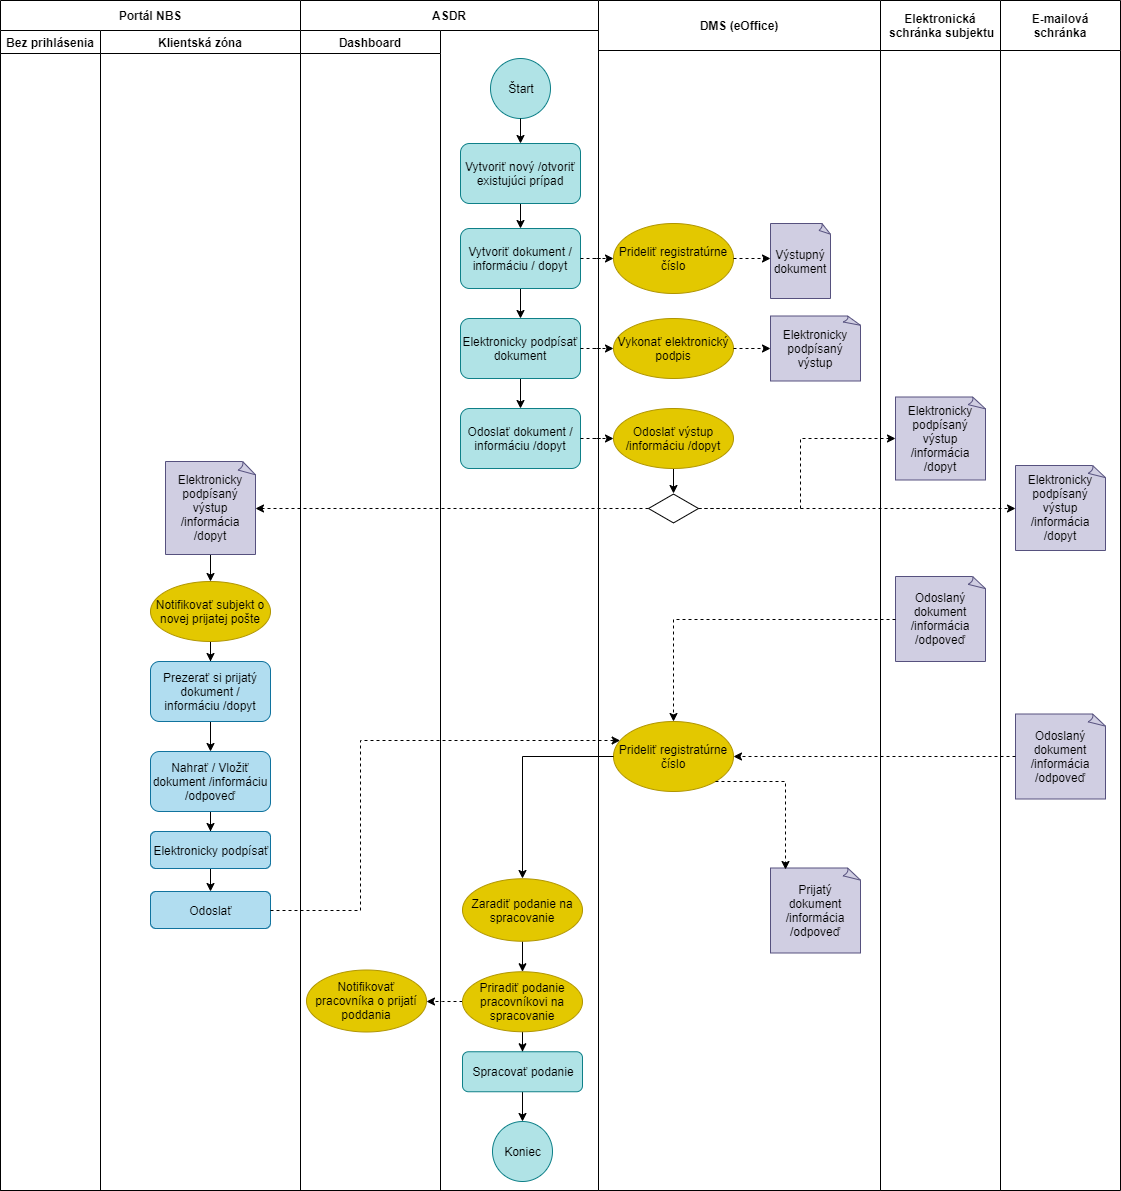 Portál NBS
ASDR
DMS (eOffice)
Elektronická
schránka subjektu
E-mailová
schránka
Bez prihlásenia
Klientská zóna
Dashboard
Štart
Vytvoriť nový /otvoriť
existujúci prípad
Vytvoriť dokument /
informáciu / dopyt
Prideliť registratúrne
číslo
Výstupný
dokument
Elektronicky podpísať
dokument
Vykonať elektronický
podpis
Elektronicky
podpísaný
výstup
Odoslať dokument /
informáciu /dopyt
Odoslať výstup
/informáciu /dopyt
Elektronicky
podpísaný
výstup
/informácia
/dopyt
Elektronicky
podpísaný
výstup
/informácia
/dopyt
Elektronicky
podpísaný
výstup
/informácia
/dopyt
Notifikovať subjekt o
novej prijatej pošte
Odoslaný
dokument
/informácia
/odpoveď
Prezerať si prijatý
dokument /
informáciu /dopyt
Prideliť registratúrne
číslo
Odoslaný
dokument
/informácia
/odpoveď
Nahrať / Vložiť
dokument /informáciu
/odpoveď
Elektronicky podpísať
Odoslať
Zaradiť podanie na
spracovanie
Prijatý
dokument
/informácia
/odpoveď
Notifikovať
pracovníka o prijatí
poddania
Priradiť podanie
pracovníkovi na
spracovanie
Spracovať podanie
Koniec